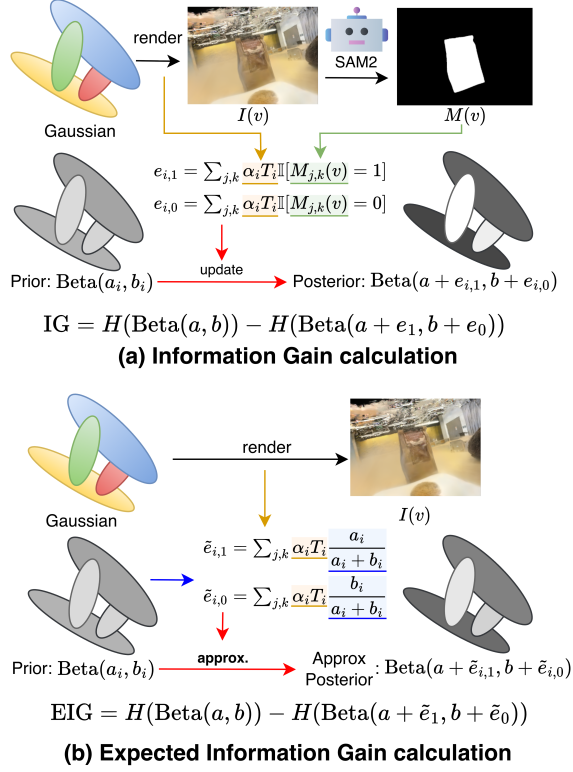 render
SAM2
Gaussian
I(v)
M(v)
e_{i,1} = ∑_{j,k} α_i T_i 𝕀[M_{j,k}(v) = 1]
e_{i,0} = ∑_{j,k} α_i T_i 𝕀[M_{j,k}(v) = 0]
update
Prior: Beta(a_i, b_i)
Posterior: Beta(a + e_{i,1}, b + e_{i,0})
IG = H(Beta(a, b)) − H(Beta(a + e_1, b + e_0))
(a) Information Gain calculation
render
Gaussian
I(v)
ẽ_{i,1} = ∑_{j,k} α_i T_i \frac{a_i}{a_i + b_i}
ẽ_{i,0} = ∑_{j,k} α_i T_i \frac{b_i}{a_i + b_i}
approx.
Prior: Beta(a_i, b_i)
Approx Posterior : Beta(a + ẽ_{i,1}, b + ẽ_{i,0})
EIG = H(Beta(a, b)) − H(Beta(a + ẽ_1, b + ẽ_0))
(b) Expected Information Gain calculation